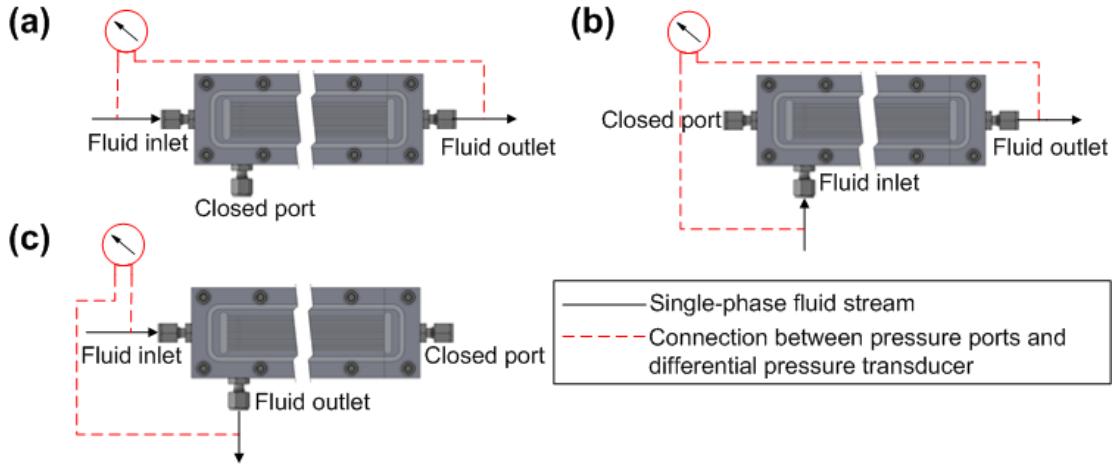 (a)
Fluid inlet
Fluid outlet
Closed port
(b)
Closed port
Fluid inlet
Fluid outlet
(c)
Fluid inlet
Closed port
Fluid outlet
Single-phase fluid stream
Connection between pressure ports and
differential pressure transducer